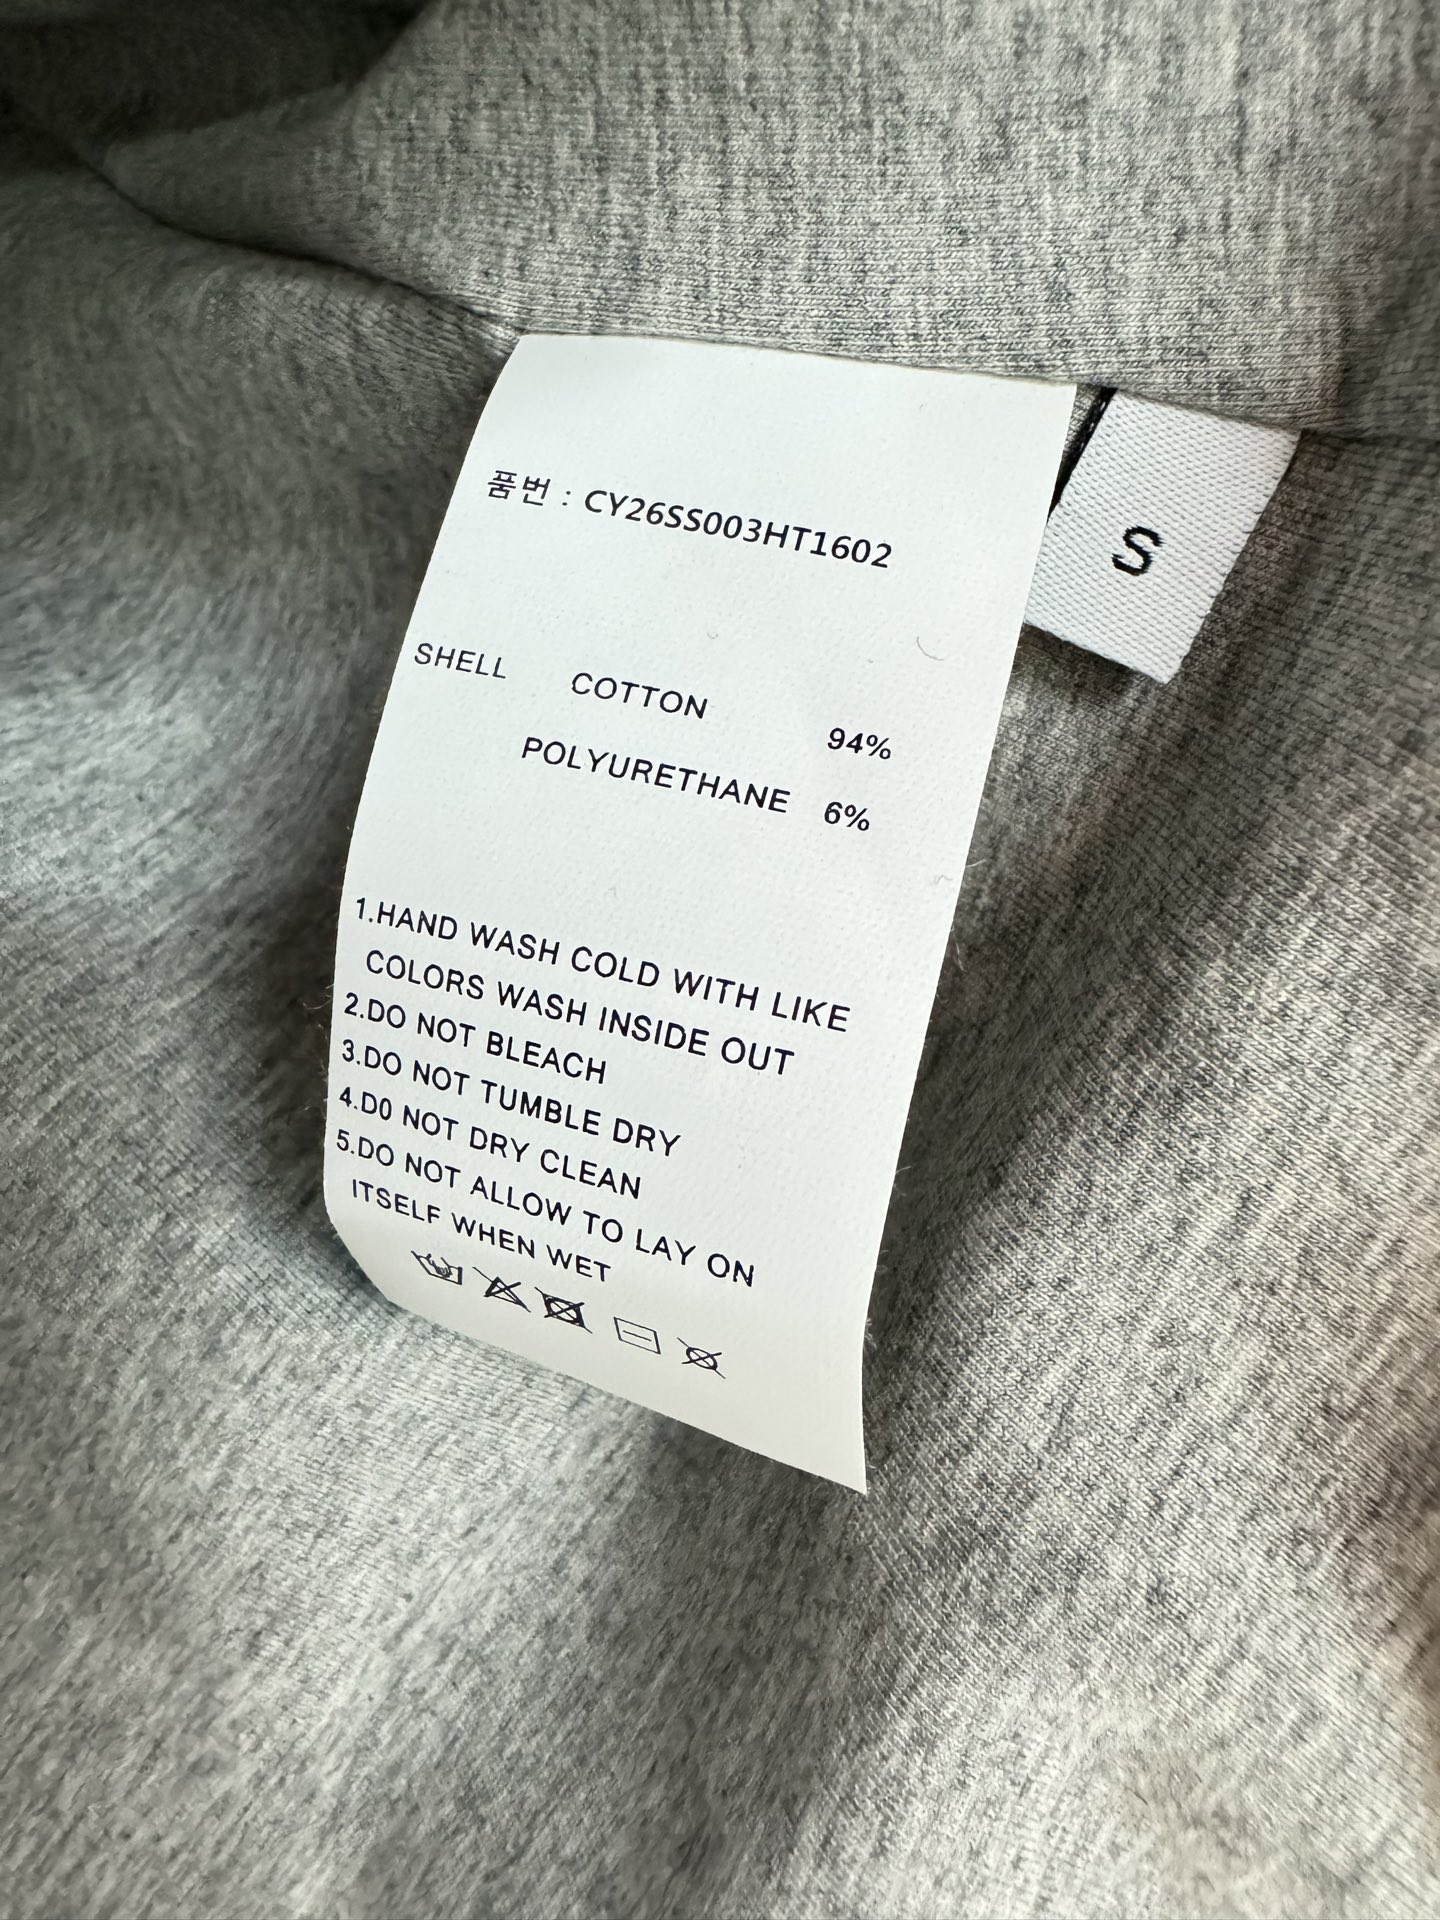 품번 : CY26SS003HT1602
S
SHELL COTTON 94%
POLYURETHANE 6%
1.HAND WASH COLD WITH LIKE
COLORS WASH INSIDE OUT
2.DO NOT BLEACH
3.DO NOT TUMBLE DRY
4.D0 NOT DRY CLEAN
5.DO NOT ALLOW TO LAY ON
ITSELF WHEN WET